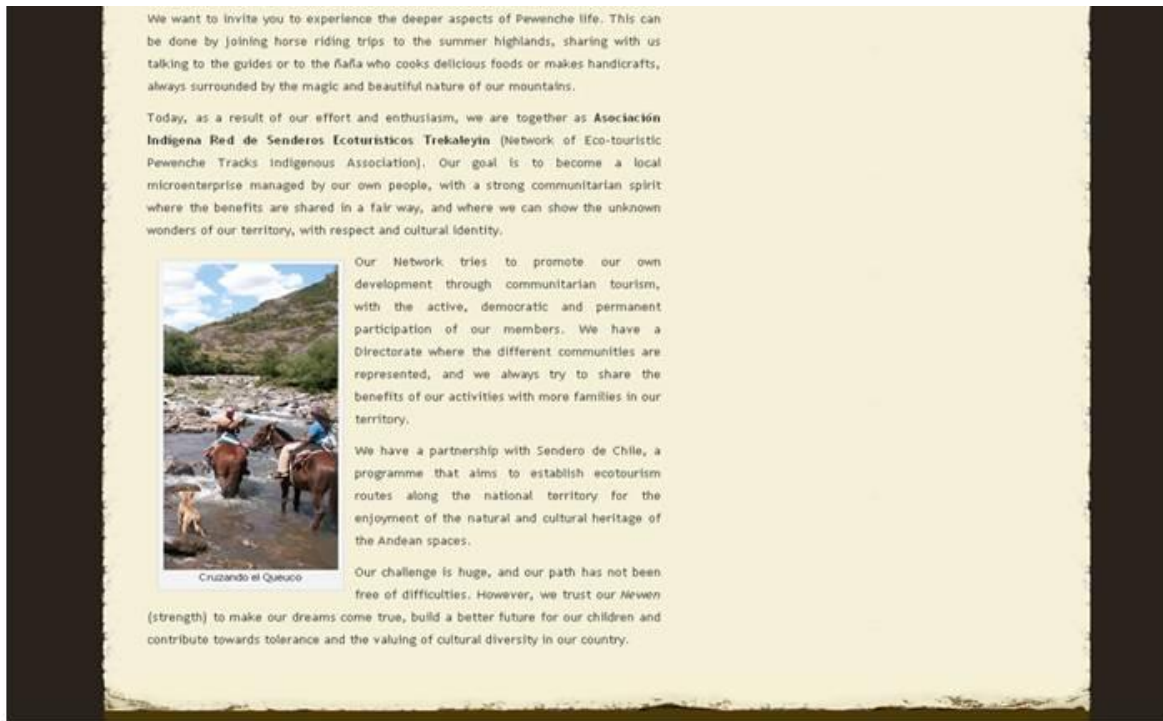 We want to invite you to experience the deeper aspects of Pewenche life. This can
be done by joining horse riding trips to the summer highlands, sharing with us
talking to the guides or to the ñaña who cooks delicious foods or makes handicrafts,
always surrounded by the magic and beautiful nature of our mountains.
Today, as a result of our effort and enthusiasm, we are together as Asociación
Indígena Red de Senderos Ecoturísticos Trekaleyin (Network of Eco-touristic
Pewenche Tracks Indigenous Association). Our goal is to become a local
microenterprise managed by our own people, with a strong communitarian spirit
where the benefits are shared in a fair way, and where we can show the unknown
wonders of our territory, with respect and cultural identity.
Our Network tries to promote our own
development through communitarian tourism,
with the active, democratic and permanent
participation of our members. We have a
Directorate where the different communities are
represented, and we always try to share the
benefits of our activities with more families in our
territory.
We have a partnership with Sendero de Chile, a
programme that aims to establish ecotourism
routes along the national territory for the
enjoyment of the natural and cultural heritage of
the Andean spaces.
Cruzando el Queuco
Our challenge is huge, and our path has not been
free of difficulties. However, we trust our Newen
(strength) to make our dreams come true, build a better future for our children and
contribute towards tolerance and the valuing of cultural diversity in our country.